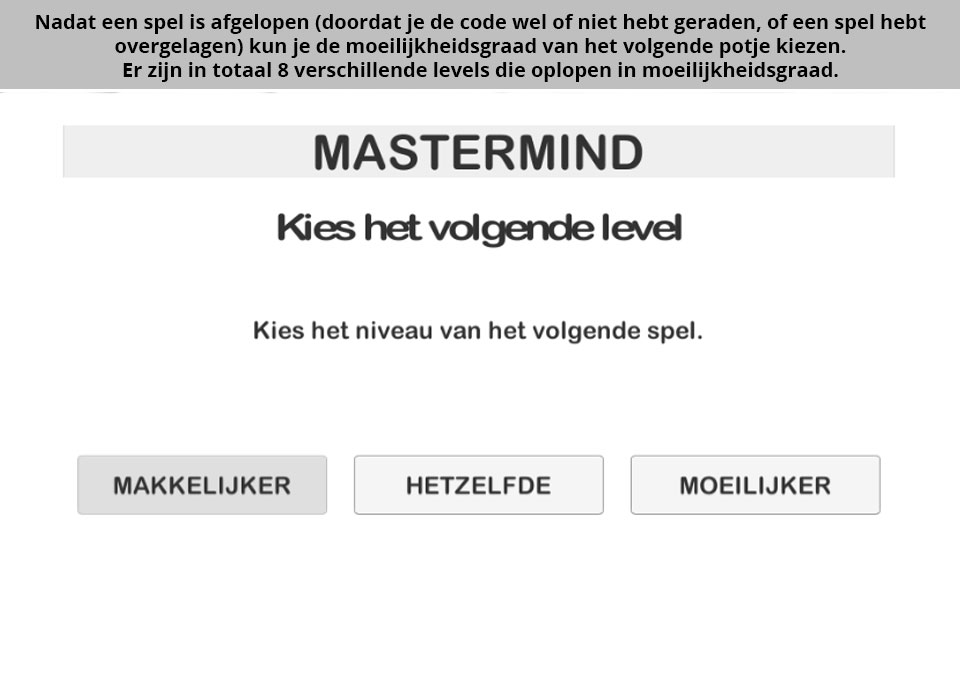 Nadat een spel is afgelopen (doordat je de code wel of niet hebt geraden, of een spel hebt
overgelagen) kun je de moeilijkheidsgraad van het volgende potje kiezen.
Er zijn in totaal 8 verschillende levels die oplopen in moeilijkheidsgraad.
MASTERMIND
Kies het volgende level
Kies het niveau van het volgende spel.
MAKKELIJKER
HETZELFDE
MOEILIJKER